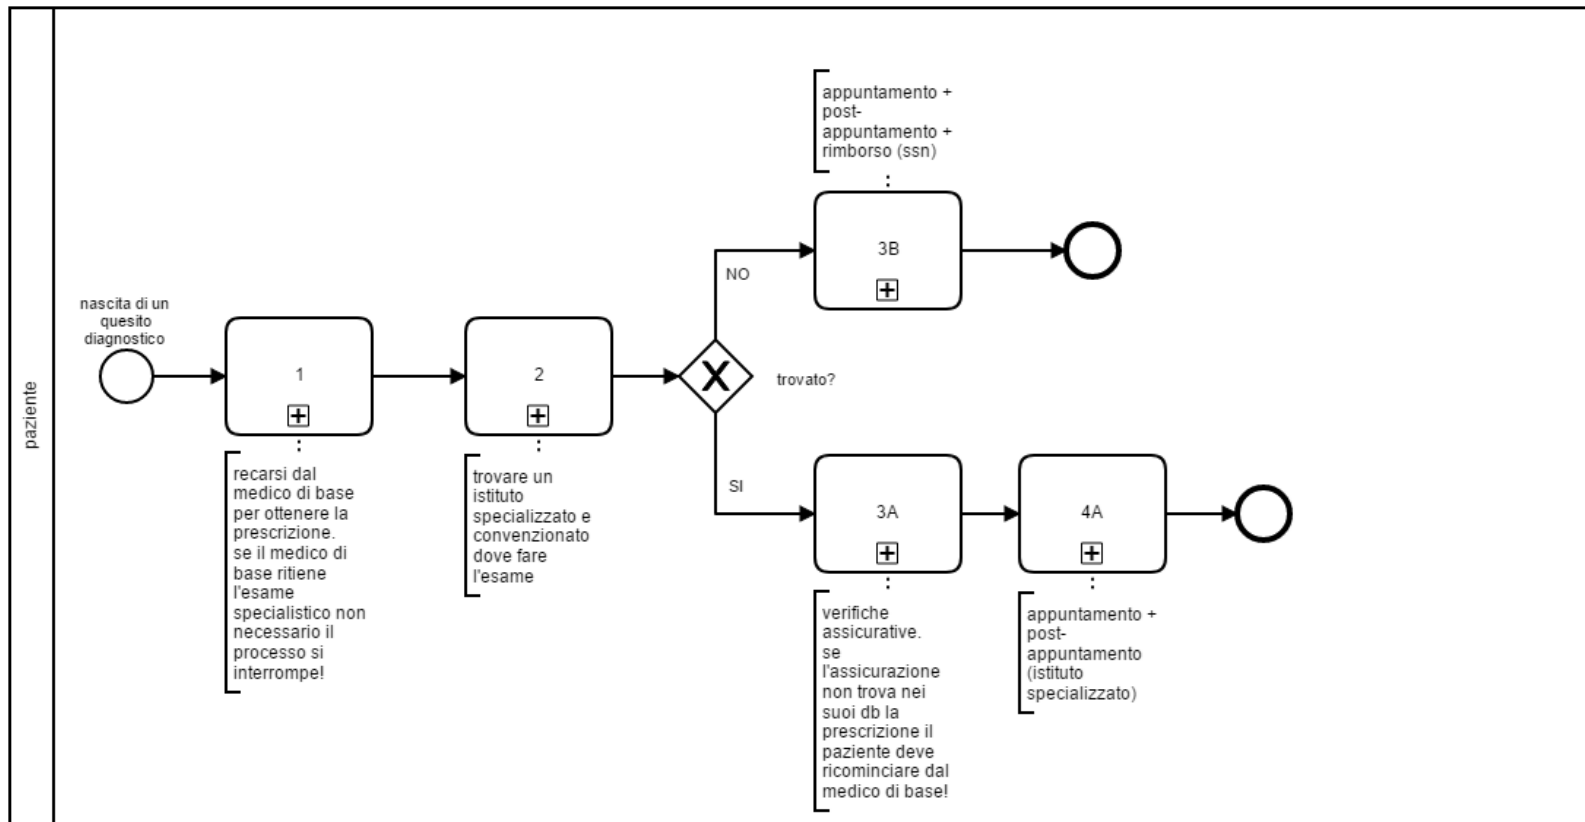 paziente
nascita di un
quesito
diagnostico
1
recarsi dal
medico di base
per ottenere la
prescrizione.
se il medico di
base ritiene
l'esame
specialistico non
necessario il
processo si
interrompe!
2
trovare un
istituto
specializzato e
convenzionato
dove fare
l'esame
trovato?
NO
appuntamento +
post-
appuntamento +
rimborso (ssn)
3B
SI
3A
verifiche
assicurative.
se
l'assicurazione
non trova nei
suoi db la
prescrizione il
paziente deve
ricominciare dal
medico di base!
4A
appuntamento +
post-
appuntamento
(istituto
specializzato)